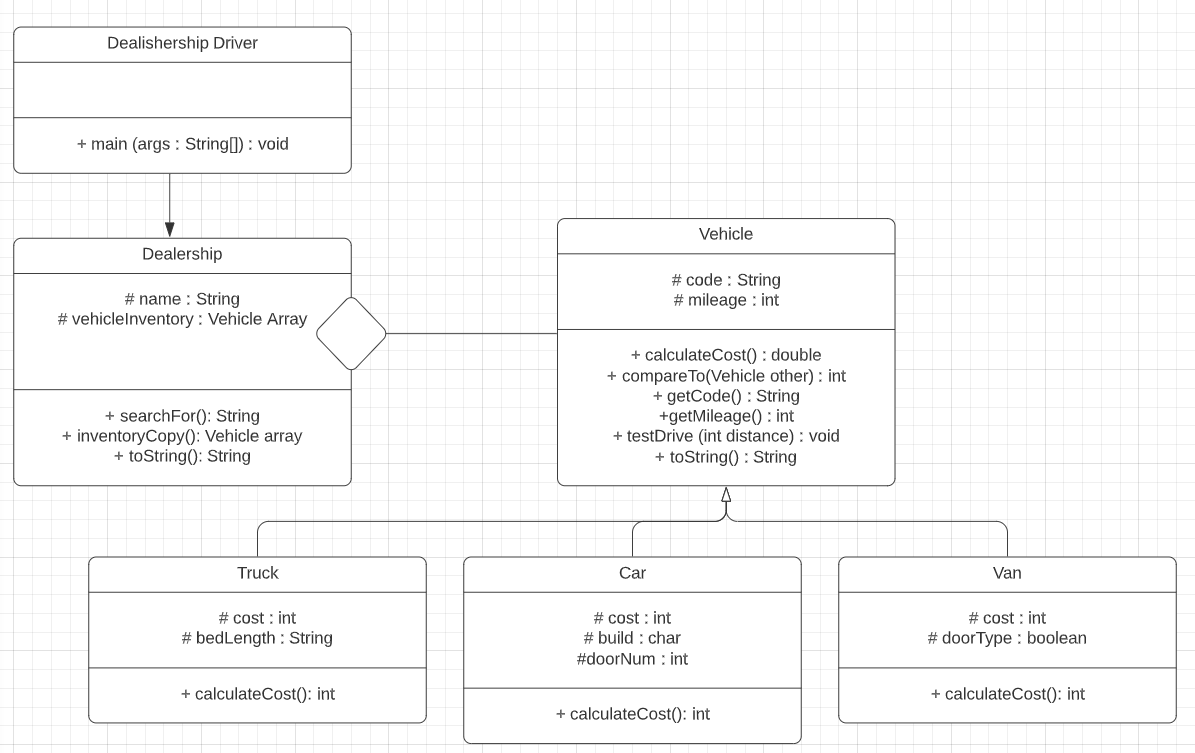 Dealishership Driver
+ main (args : String[]) : void
Dealership
# name : String
# vehicleInventory : Vehicle Array
+ searchFor(): String
+ inventoryCopy(): Vehicle array
+ toString(): String
Vehicle
# code : String
# mileage : int
+ calculateCost() : double
+ compareTo(Vehicle other) : int
+ getCode() : String
+getMileage() : int
+ testDrive (int distance) : void
+ toString() : String
Truck
# cost : int
# bedLength : String
+ calculateCost(): int
Car
# cost : int
# build : char
#doorNum : int
+ calculateCost(): int
Van
# cost : int
# doorType : boolean
+ calculateCost(): int